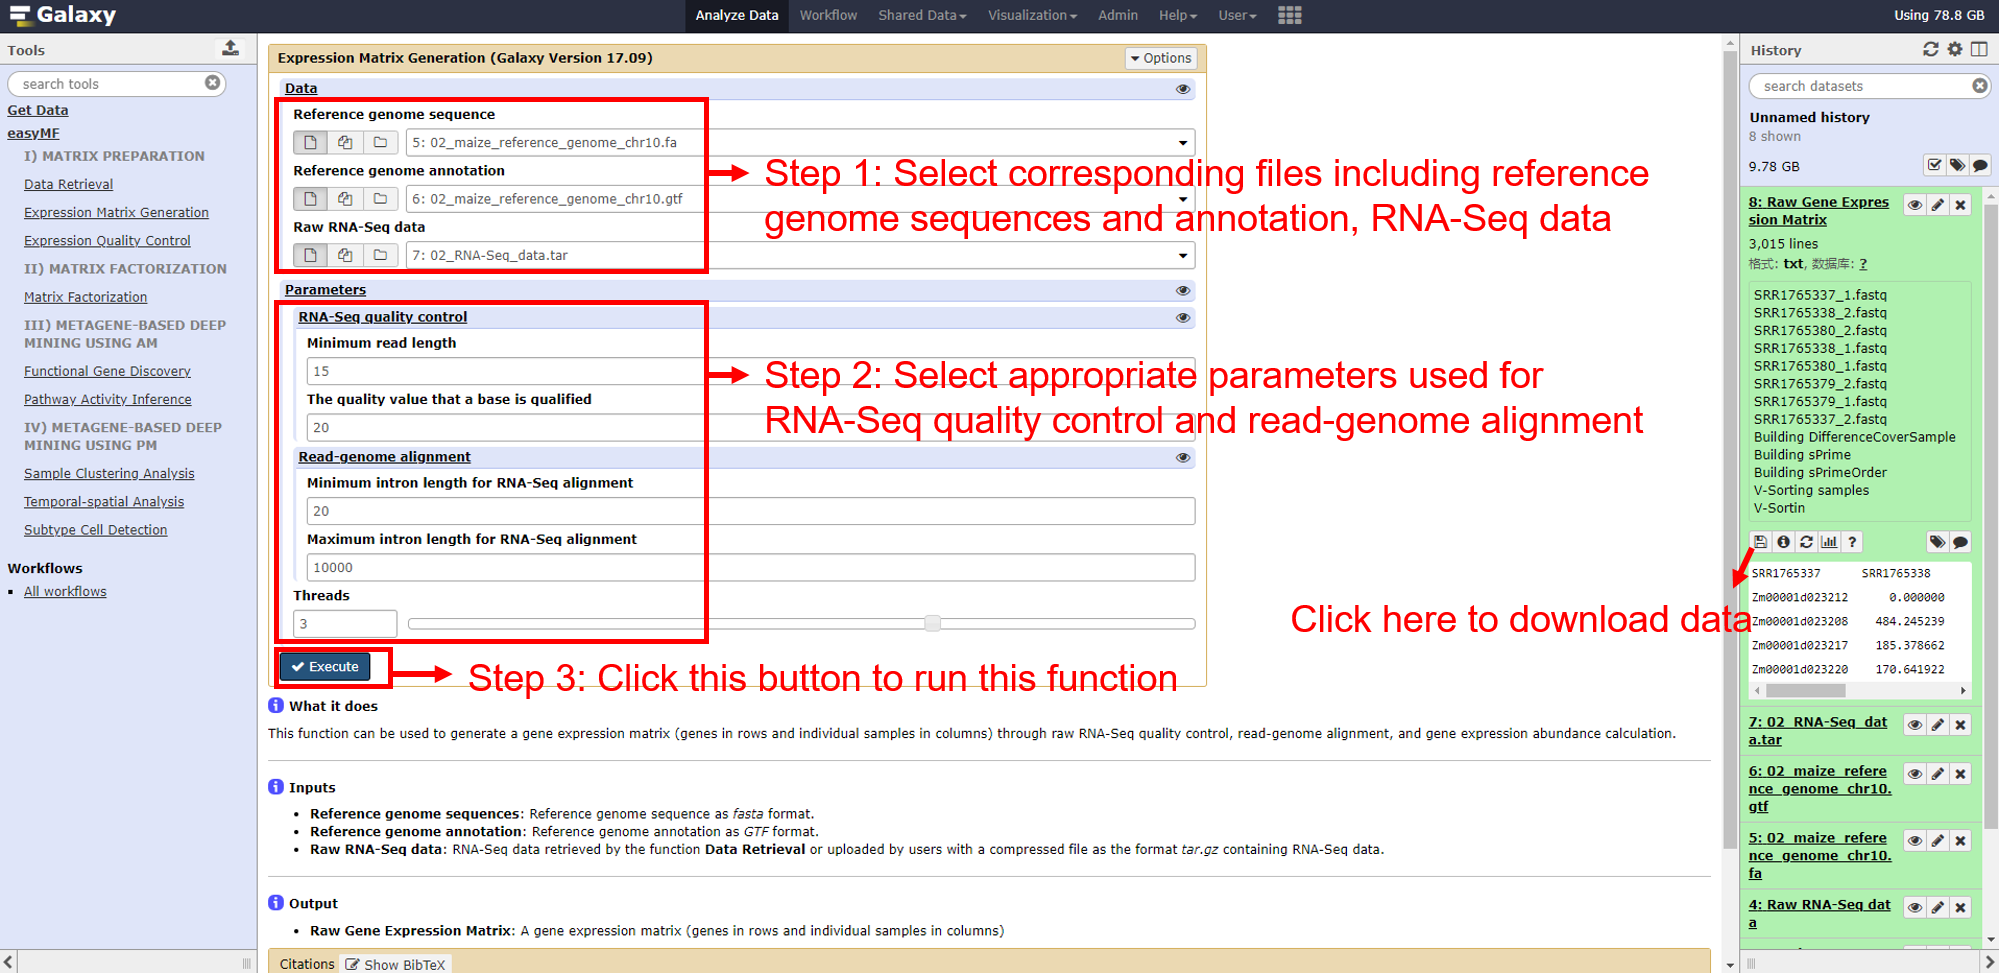 Galaxy
Analyze Data
Workflow
Shared Data
Visualization
Admin
Help
User
Using 78.8 GB
Tools
search tools
Get Data
easyMF
I) MATRIX PREPARATION
Data Retrieval
Expression Matrix Generation
Expression Quality Control
II) MATRIX FACTORIZATION
Matrix Factorization
III) METAGENE-BASED DEEP
MINING USING AM
Functional Gene Discovery
Pathway Activity Inference
IV) METAGENE-BASED DEEP
MINING USING PM
Sample Clustering Analysis
Temporal-spatial Analysis
Subtype Cell Detection
Workflows
All workflows
Expression Matrix Generation (Galaxy Version 17.09)
Options
Data
Reference genome sequence
5: 02_maize_reference_genome_chr10.fa
Reference genome annotation
6: 02_maize_reference_genome_chr10.gtf
Raw RNA-Seq data
7: 02_RNA-Seq_data.tar
Step 1: Select corresponding files including reference
genome sequences and annotation, RNA-Seq data
Parameters
RNA-Seq quality control
Minimum read length
15
The quality value that a base is qualified
20
Step 2: Select appropriate parameters used for
RNA-Seq quality control and read-genome alignment
Read-genome alignment
Minimum intron length for RNA-Seq alignment
20
Maximum intron length for RNA-Seq alignment
10000
Threads
3
Execute
Step 3: Click this button to run this function
What it does
This function can be used to generate a gene expression matrix (genes in rows and individual samples in columns) through raw RNA-Seq quality control, read-genome alignment, and gene expression abundance calculation.
Inputs
• Reference genome sequences: Reference genome sequence as fasta format.
• Reference genome annotation: Reference genome annotation as GTF format.
• Raw RNA-Seq data: RNA-Seq data retrieved by the function Data Retrieval or uploaded by users with a compressed file as the format tar.gz containing RNA-Seq data.
Output
• Raw Gene Expression Matrix: A gene expression matrix (genes in rows and individual samples in columns)
Citations
Show BibTeX
History
search datasets
Unnamed history
8 shown
9.78 GB
8: Raw Gene Expres
sion Matrix
3,015 lines
格式: txt, 数据库: ?
SRR1765337_1.fastq
SRR1765338_2.fastq
SRR1765380_2.fastq
SRR1765338_1.fastq
SRR1765380_1.fastq
SRR1765379_2.fastq
SRR1765379_1.fastq
SRR1765337_2.fastq
Building DifferenceCoverSample
Building sPrime
Building sPrimeOrder
V-Sorting samples
V-Sortin
Click here to download data
SRR1765337 SRR1765338
Zm00001d023212 0.000000
Zm00001d023208 484.245239
Zm00001d023217 185.378662
Zm00001d023220 170.641922
7: 02_RNA-Seq_dat
a.tar
6: 02_maize_refere
nce_genome_chr10.
gtf
5: 02_maize_refere
nce_genome_chr10.
fa
4: Raw RNA-Seq dat
a